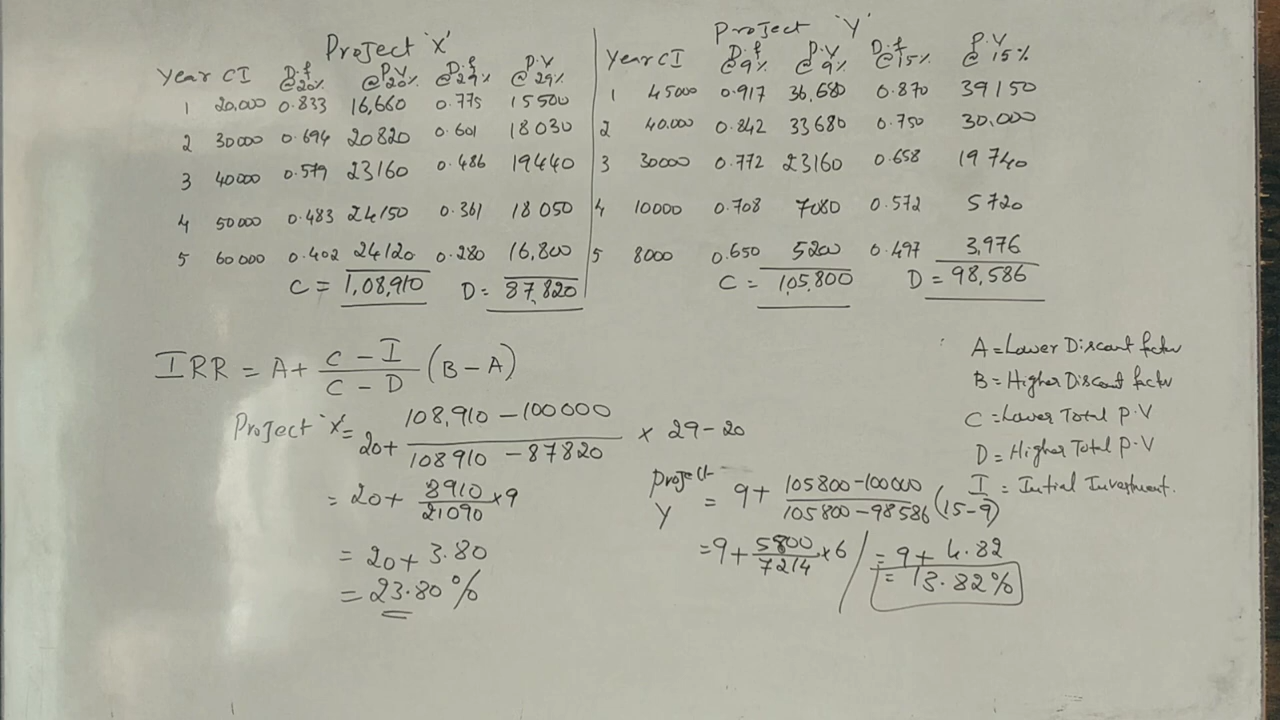 Project 'X'
Year CI D.f @20% P.V @20% D.f @29% P.V @ 29%
1 20,000 0.833 16,660 0.775 15500
2 30000 0.694 20820 0.601 18030
3 40000 0.579 23160 0.486 19440
4 50000 0.483 24150 0.361 18050
5 60000 0.402 24120 0.280 16,800
C = 1,08,910 D = 87,820
Project 'Y'
Year CI D.f @9% P.V @ 9% D.f @15% P.V @ 15%
1 45000 0.917 36,680 0.870 39150
2 40.000 0.842 33680 0.750 30,000
3 30000 0.772 23160 0.658 19740
4 10000 0.708 7080 0.572 5720
5 8000 0.650 5200 0.497 3,976
C = 105,800 D = 98,586
IRR = A + C - I / C - D (B - A)
Project 'X' = 20 + 108,910 - 100000 / 108910 - 87820 × 29 - 20
= 20 + 8910 / 21090 × 9
= 20 + 3.80
= 23.80%
Project Y = 9 + 105800 - 100000 / 105800 - 98586 (15 - 9)
= 9 + 5800 / 7214 × 6 / = 9 + 4.82
= 13.82%
A = Lower Discount factor
B = Higher Discount factor
C = Lower Total P.V
D = Higher Total P.V
I = Initial Investment.